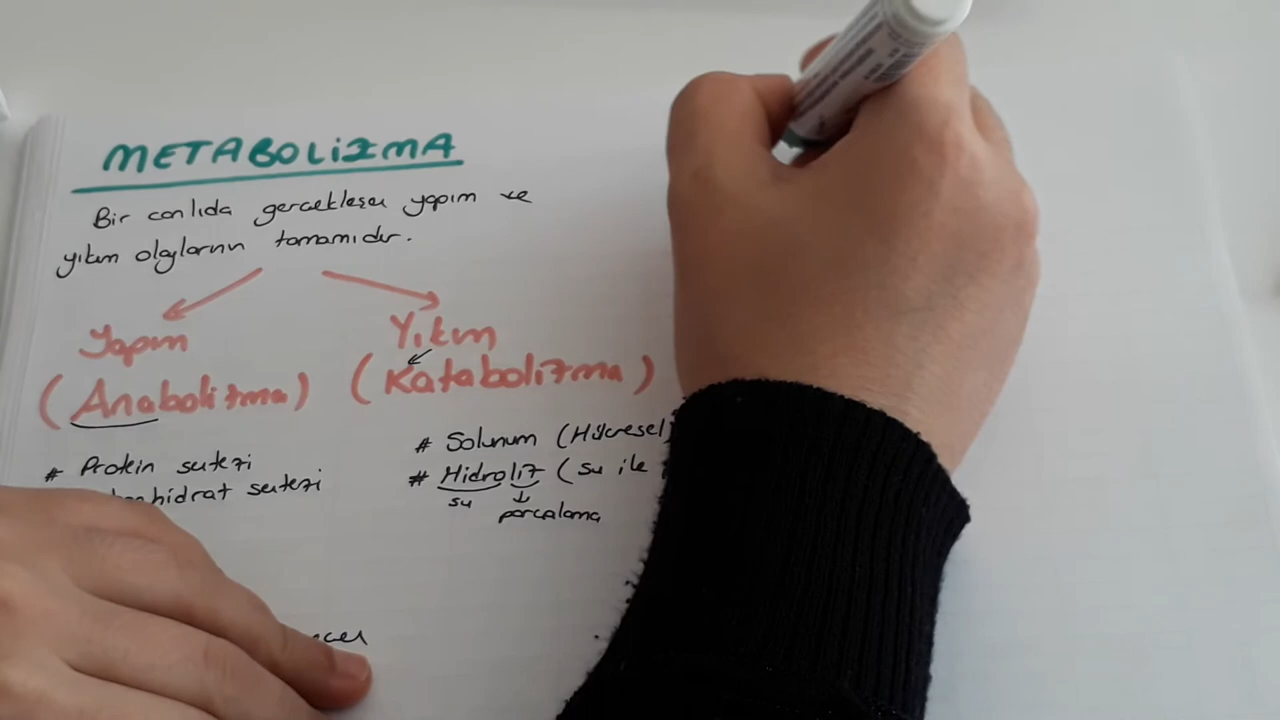 METABOLİZMA
Bir canlıda gerçekleşen yapım ve
yıkım olaylarının tamamıdır.
Yapım
(Anabolizma)
Yıkım
(Katabolizma)
# Protein sentezi
hidrat sentezi
# Solunum (Hücresel)
# Hidroliz (su ile
su
parçalama